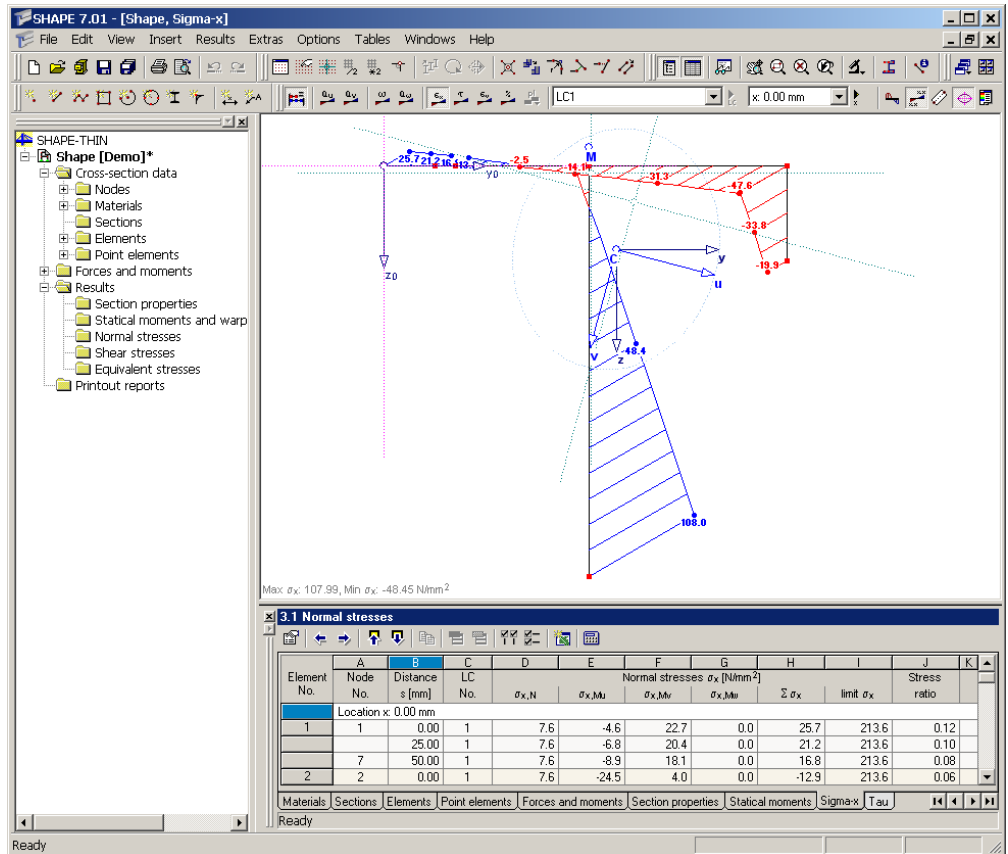 SHAPE 7.01 - [Shape, Sigma-x]
File Edit View Insert Results Extras Options Tables Windows Help
LC1 x: 0.00 mm
SHAPE-THIN
Shape [Demo]*
Cross-section data
Nodes
Materials
Sections
Elements
Point elements
Forces and moments
Results
Section properties
Statical moments and warp
Normal stresses
Shear stresses
Equivalent stresses
Printout reports
M
25.7 21.2 -2.5
y0
-14.1
-31.3
-47.6
-33.8
-19.9
z0
C
y
u
v
z
-48.4
108.0
Max σx: 107.99, Min σx: -48.45 N/mm2
3.1 Normal stresses
A B C D E F G H I J K
Element Node Distance LC Normal stresses σx [N/mm2] Stress
No. No. s [mm] No. σx,N σx,Mu σx,Mv σx,Mw Σ σx limit σx ratio
Location x: 0.00 mm
1 1 0.00 1 7.6 -4.6 22.7 0.0 25.7 213.6 0.12
25.00 1 7.6 -6.8 20.4 0.0 21.2 213.6 0.10
7 50.00 1 7.6 -8.9 18.1 0.0 16.8 213.6 0.08
2 2 0.00 1 7.6 -24.5 4.0 0.0 -12.9 213.6 0.06
Materials Sections Elements Point elements Forces and moments Section properties Statical moments Sigma-x Tau
Ready
Ready